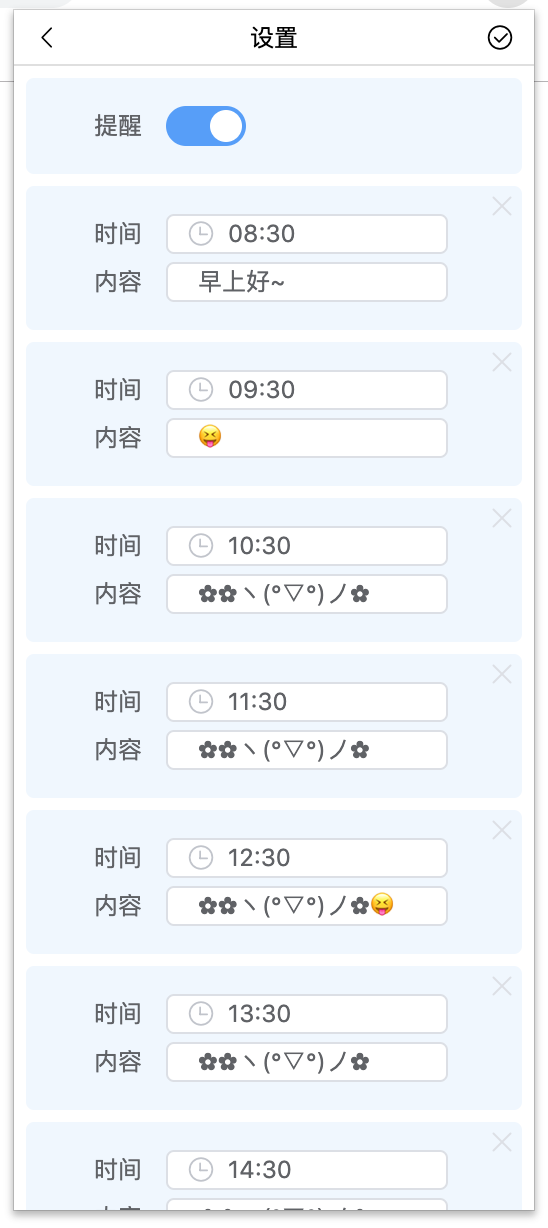 设置
提醒
时间 08:30
内容 早上好~
时间 09:30
内容 😝
时间 10:30
内容 ✿✿ヽ(°▽°)ノ✿
时间 11:30
内容 ✿✿ヽ(°▽°)ノ✿
时间 12:30
内容 ✿✿ヽ(°▽°)ノ✿😝
时间 13:30
内容 ✿✿ヽ(°▽°)ノ✿
时间 14:30